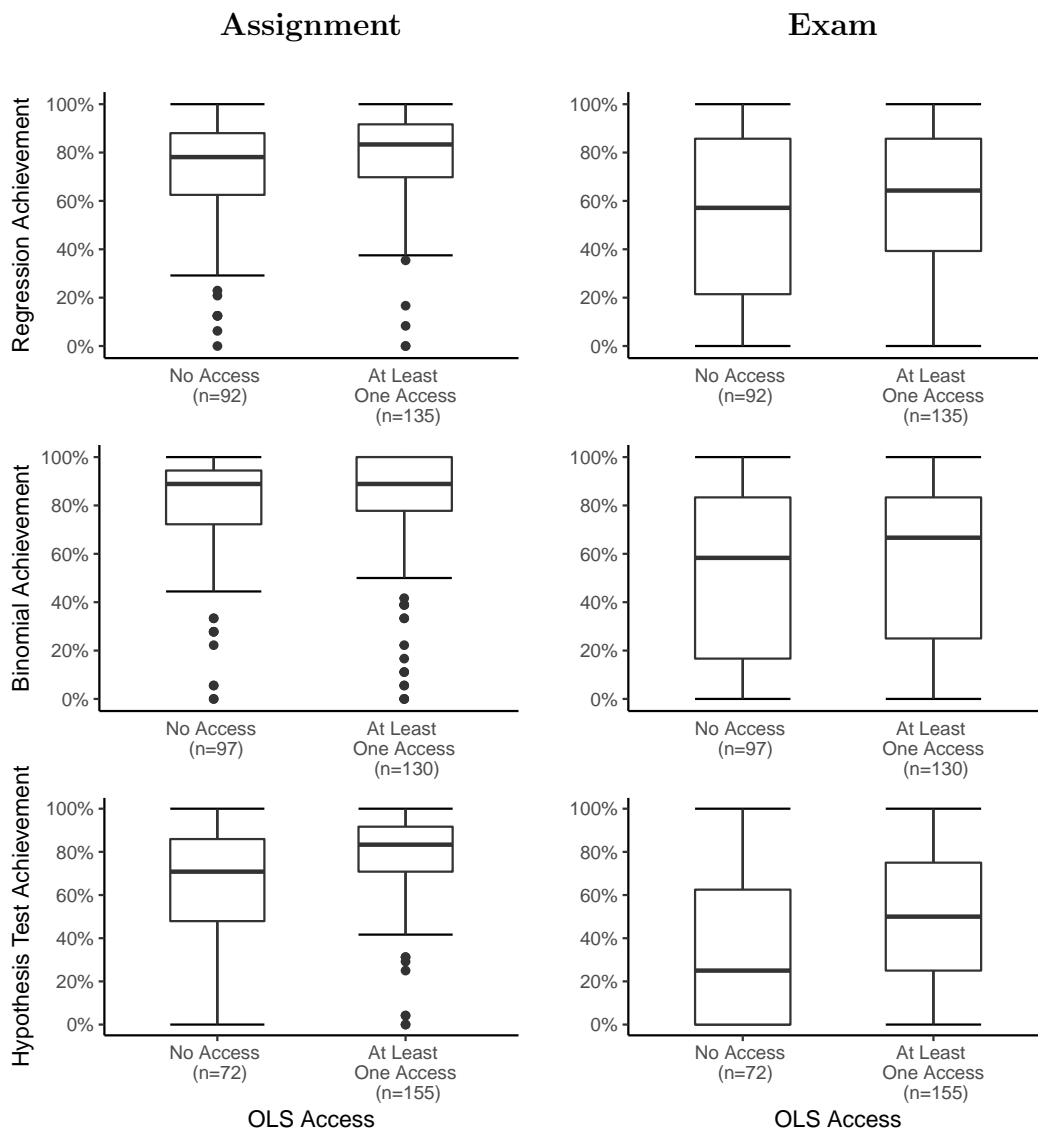 Assignment
Exam
Regression Achievement
100%
80%
60%
40%
20%
0%
No Access
(n=92)
At Least
One Access
(n=135)
100%
80%
60%
40%
20%
0%
No Access
(n=92)
At Least
One Access
(n=135)
Binomial Achievement
100%
80%
60%
40%
20%
0%
No Access
(n=97)
At Least
One Access
(n=130)
100%
80%
60%
40%
20%
0%
No Access
(n=97)
At Least
One Access
(n=130)
Hypothesis Test Achievement
100%
80%
60%
40%
20%
0%
No Access
(n=72)
At Least
One Access
(n=155)
OLS Access
100%
80%
60%
40%
20%
0%
No Access
(n=72)
At Least
One Access
(n=155)
OLS Access